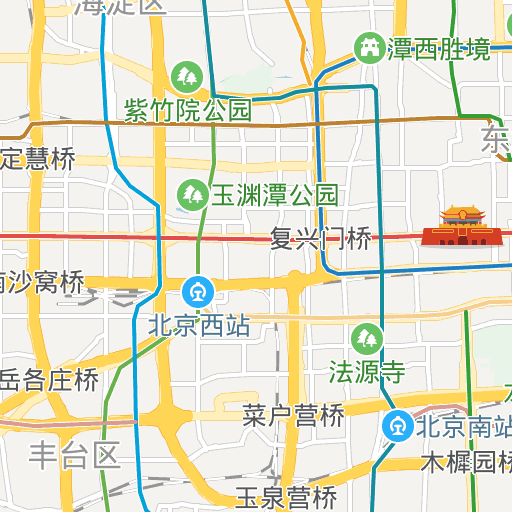 海淀区
潭西胜境
紫竹院公园
东
定慧桥
玉渊潭公园
复兴门桥
南沙窝桥
北京西站
法源寺
岳各庄桥
菜户营桥
北京南站
丰台区
木樨园桥
玉泉营桥